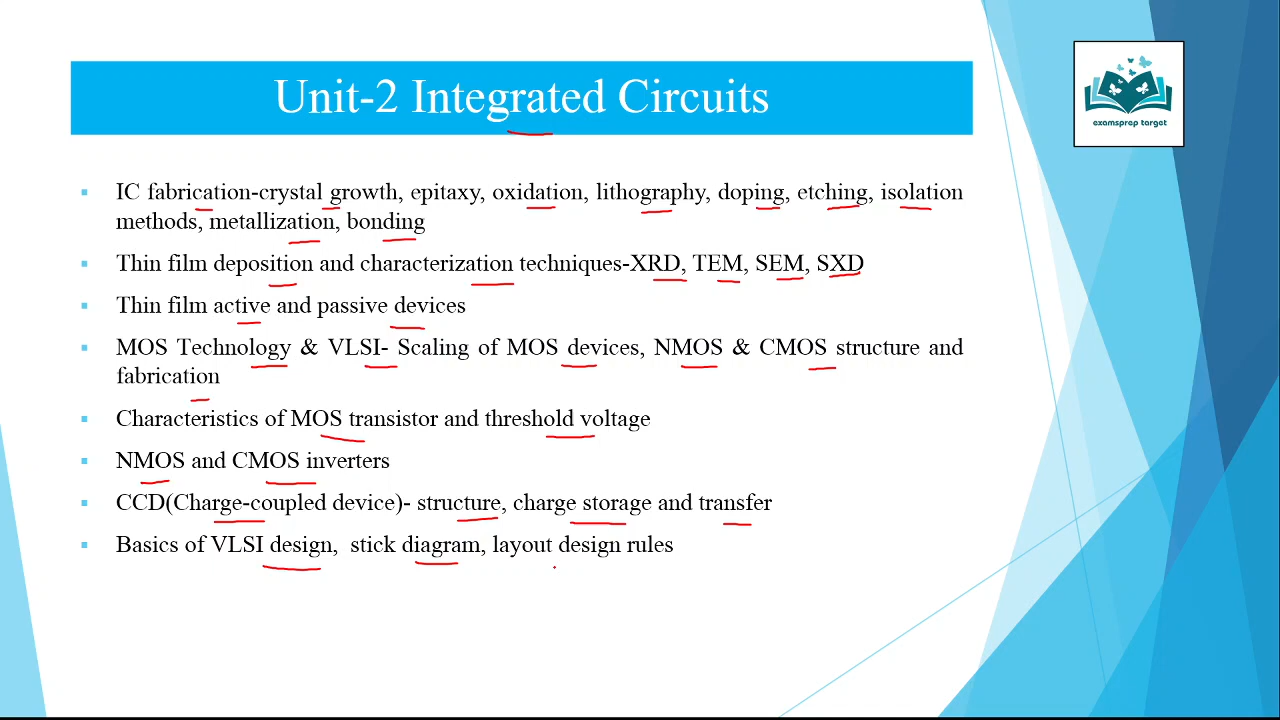 Unit-2 Integrated Circuits
examsprep target
▪ IC fabrication-crystal growth, epitaxy, oxidation, lithography, doping, etching, isolation
methods, metallization, bonding
▪ Thin film deposition and characterization techniques-XRD, TEM, SEM, SXD
▪ Thin film active and passive devices
▪ MOS Technology & VLSI- Scaling of MOS devices, NMOS & CMOS structure and
fabrication
▪ Characteristics of MOS transistor and threshold voltage
▪ NMOS and CMOS inverters
▪ CCD(Charge-coupled device)- structure, charge storage and transfer
▪ Basics of VLSI design, stick diagram, layout design rules